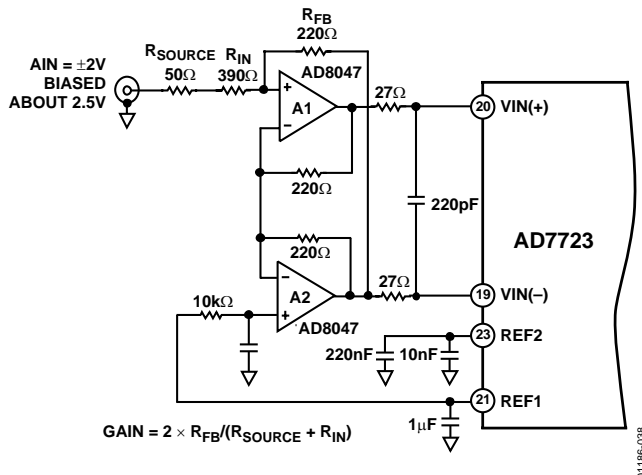 AIN = ±2V
BIASED
ABOUT 2.5V
RSOURCE
50Ω
RIN
390Ω
RFB
220Ω
AD8047
A1
+
−
27Ω
20 VIN(+)
220Ω
220pF
AD7723
220Ω
−
A2
+
AD8047
27Ω
19 VIN(−)
10kΩ
220nF
10nF
23 REF2
21 REF1
1µF
GAIN = 2 × RFB/(RSOURCE + RIN)